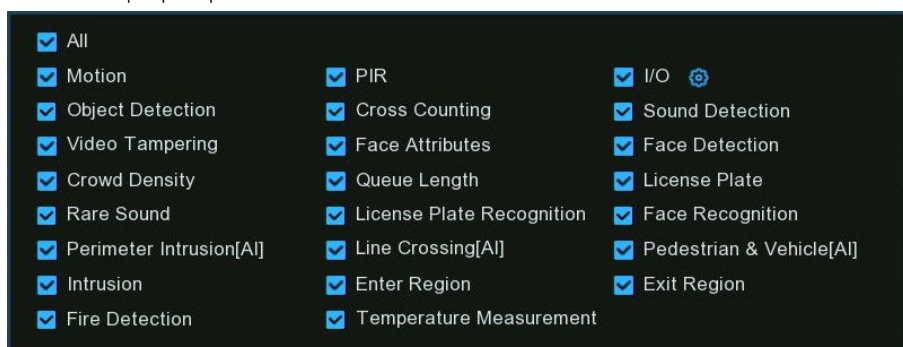 All
Motion PIR I/O
Object Detection Cross Counting Sound Detection
Video Tampering Face Attributes Face Detection
Crowd Density Queue Length License Plate
Rare Sound License Plate Recognition Face Recognition
Perimeter Intrusion[AI] Line Crossing[AI] Pedestrian & Vehicle[AI]
Intrusion Enter Region Exit Region
Fire Detection Temperature Measurement